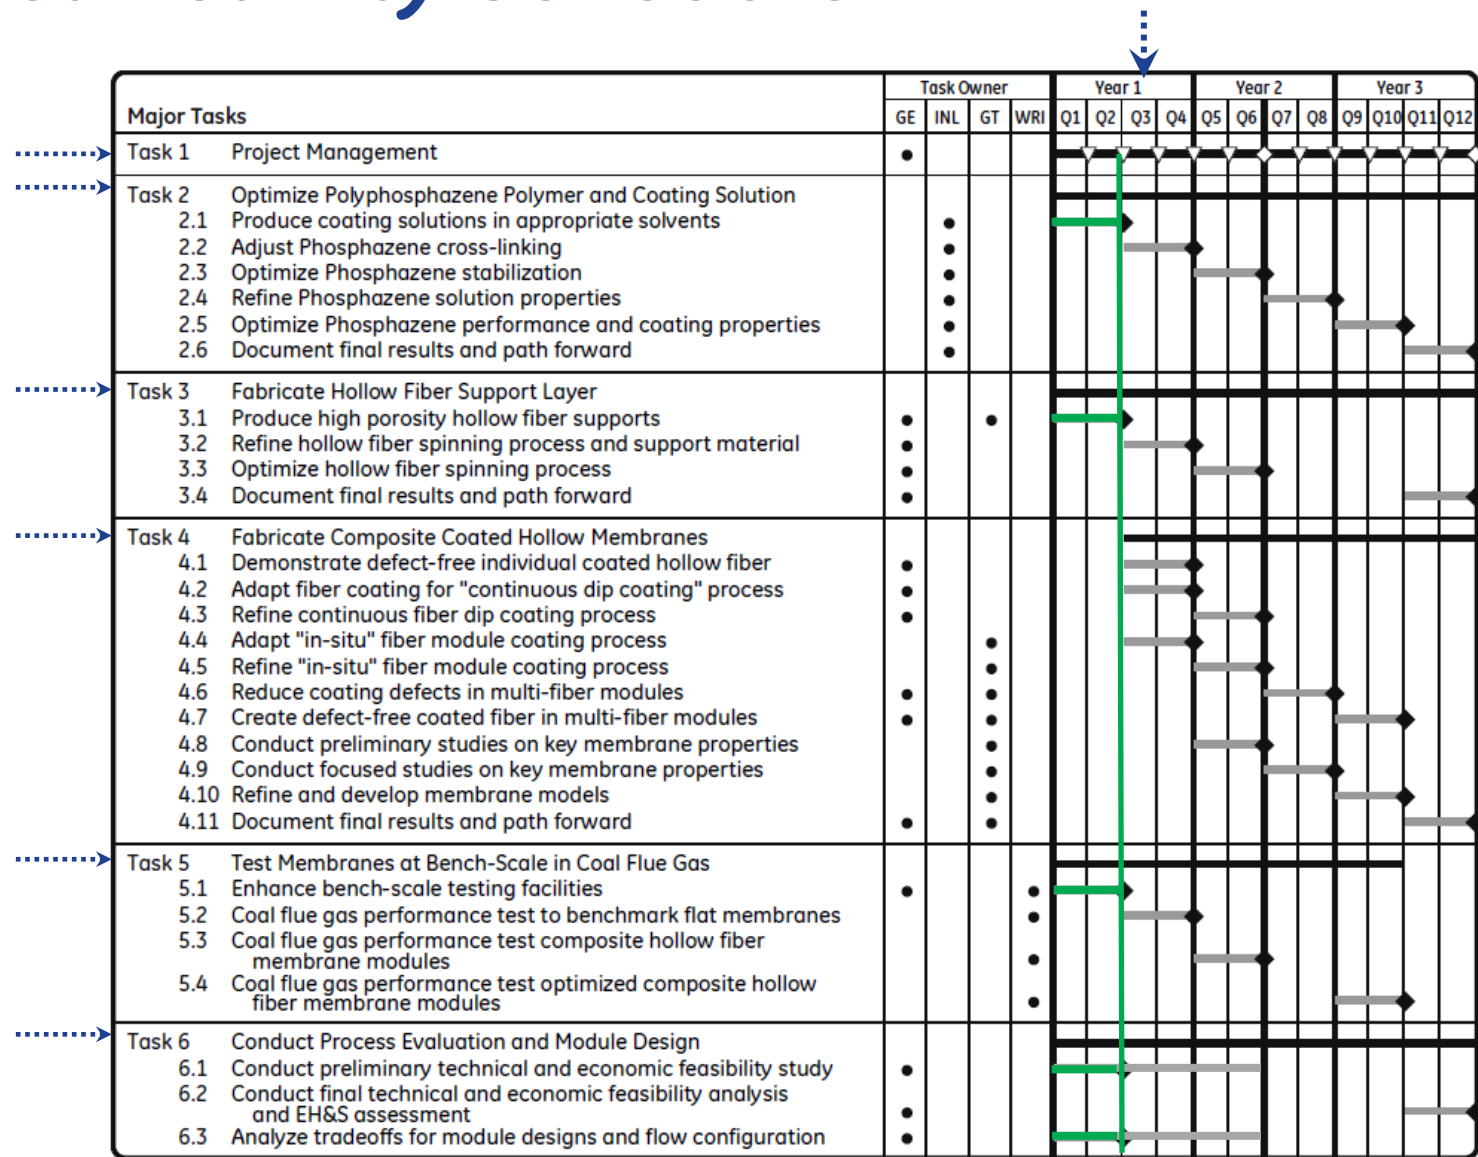 Task Owner Year 1 Year 2 Year 3
Major Tasks GE INL GT WRI Q1 Q2 Q3 Q4 Q5 Q6 Q7 Q8 Q9 Q10 Q11 Q12
Task 1 Project Management
Task 2 Optimize Polyphosphazene Polymer and Coating Solution
2.1 Produce coating solutions in appropriate solvents
2.2 Adjust Phosphazene cross-linking
2.3 Optimize Phosphazene stabilization
2.4 Refine Phosphazene solution properties
2.5 Optimize Phosphazene performance and coating properties
2.6 Document final results and path forward
Task 3 Fabricate Hollow Fiber Support Layer
3.1 Produce high porosity hollow fiber supports
3.2 Refine hollow fiber spinning process and support material
3.3 Optimize hollow fiber spinning process
3.4 Document final results and path forward
Task 4 Fabricate Composite Coated Hollow Membranes
4.1 Demonstrate defect-free individual coated hollow fiber
4.2 Adapt fiber coating for "continuous dip coating" process
4.3 Refine continuous fiber dip coating process
4.4 Adapt "in-situ" fiber module coating process
4.5 Refine "in-situ" fiber module coating process
4.6 Reduce coating defects in multi-fiber modules
4.7 Create defect-free coated fiber in multi-fiber modules
4.8 Conduct preliminary studies on key membrane properties
4.9 Conduct focused studies on key membrane properties
4.10 Refine and develop membrane models
4.11 Document final results and path forward
Task 5 Test Membranes at Bench-Scale in Coal Flue Gas
5.1 Enhance bench-scale testing facilities
5.2 Coal flue gas performance test to benchmark flat membranes
5.3 Coal flue gas performance test composite hollow fiber
membrane modules
5.4 Coal flue gas performance test optimized composite hollow
fiber membrane modules
Task 6 Conduct Process Evaluation and Module Design
6.1 Conduct preliminary technical and economic feasibility study
6.2 Conduct final technical and economic feasibility analysis
and EH&S assessment
6.3 Analyze tradeoffs for module designs and flow configuration